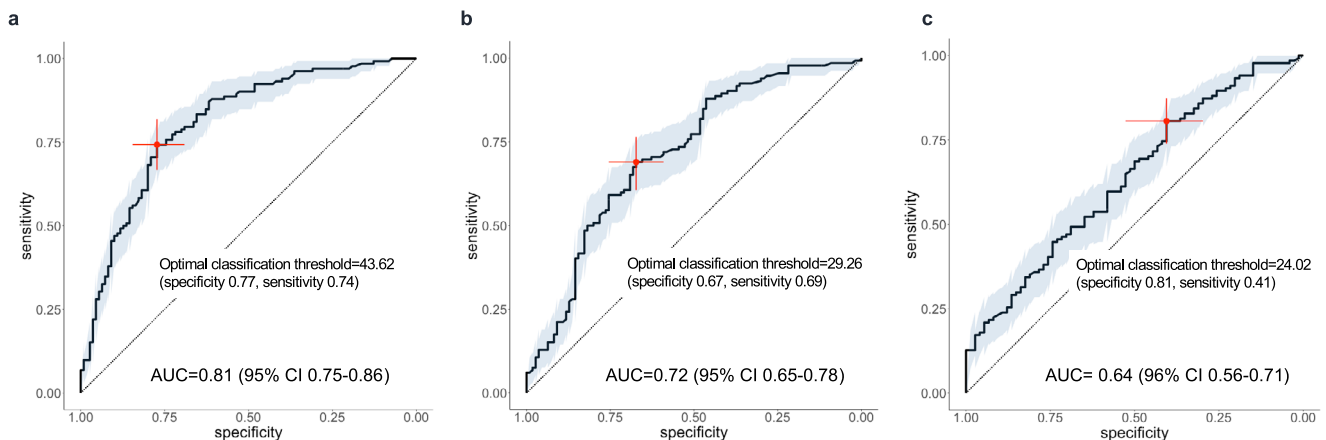 a
1.00
0.75
0.50
0.25
0.00
sensitivity
Optimal classification threshold=43.62
(specificity 0.77, sensitivity 0.74)
AUC=0.81 (95% CI 0.75-0.86)
1.00
0.75
0.50
0.25
0.00
specificity
b
1.00
0.75
0.50
0.25
0.00
sensitivity
Optimal classification threshold=29.26
(specificity 0.67, sensitivity 0.69)
AUC=0.72 (95% CI 0.65-0.78)
1.00
0.75
0.50
0.25
0.00
specificity
c
1.00
0.75
0.50
0.25
0.00
sensitivity
Optimal classification threshold=24.02
(specificity 0.81, sensitivity 0.41)
AUC= 0.64 (96% CI 0.56-0.71)
1.00
0.75
0.50
0.25
0.00
specificity